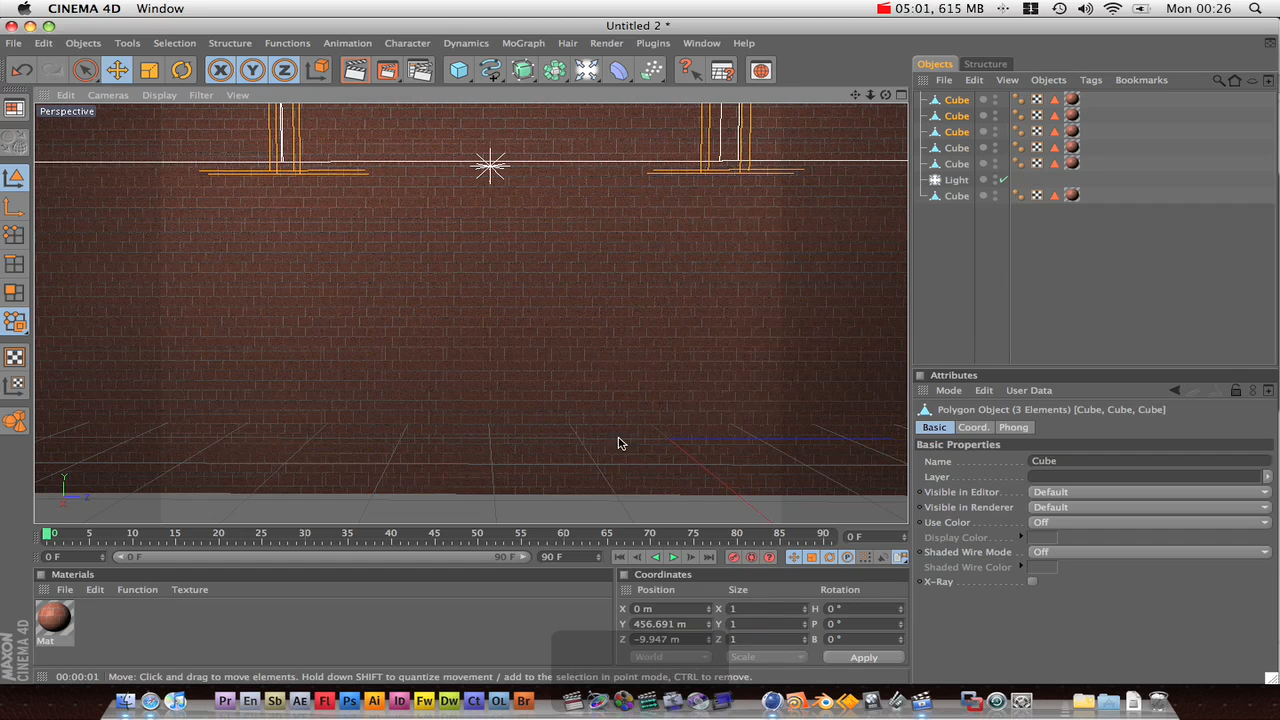 CINEMA 4D Window 05:01, 615 MB Mon 00:26
Untitled 2 *
File Edit Objects Tools Selection Structure Functions Animation Character Dynamics MoGraph Hair Render Plugins Window Help
Objects Structure
File Edit View Objects Tags Bookmarks
Edit Cameras Display Filter View
Perspective
Cube
Cube
Cube
Cube
Cube
Light
Cube
Attributes
Mode Edit User Data
Polygon Object (3 Elements) [Cube, Cube, Cube]
Basic Coord. Phong
Basic Properties
Name Cube
Layer
Visible in Editor Default
Visible in Renderer Default
Use Color Off
Display Color
Shaded Wire Mode Off
Shaded Wire Color
X-Ray
Y
Z
X
0 5 10 15 20 25 30 35 40 45 50 55 60 65 70 75 80 85 90 0 F
0 F 0 F 90 F 90 F
Materials
File Edit Function Texture
Mat
Coordinates
Position Size Rotation
X 0 m X 1 H 0 °
Y 456.691 m Y 1 P 0 °
Z -9.947 m Z 1 B 0 °
World Scale Apply
MAXON CINEMA 4D
00:00:01 Move: Click and drag to move elements. Hold down SHIFT to quantize movement / add to the selection in point mode, CTRL to remove.
Pr En Sb AE Fl Ps Ai Id Fw Dw Ct OL Br